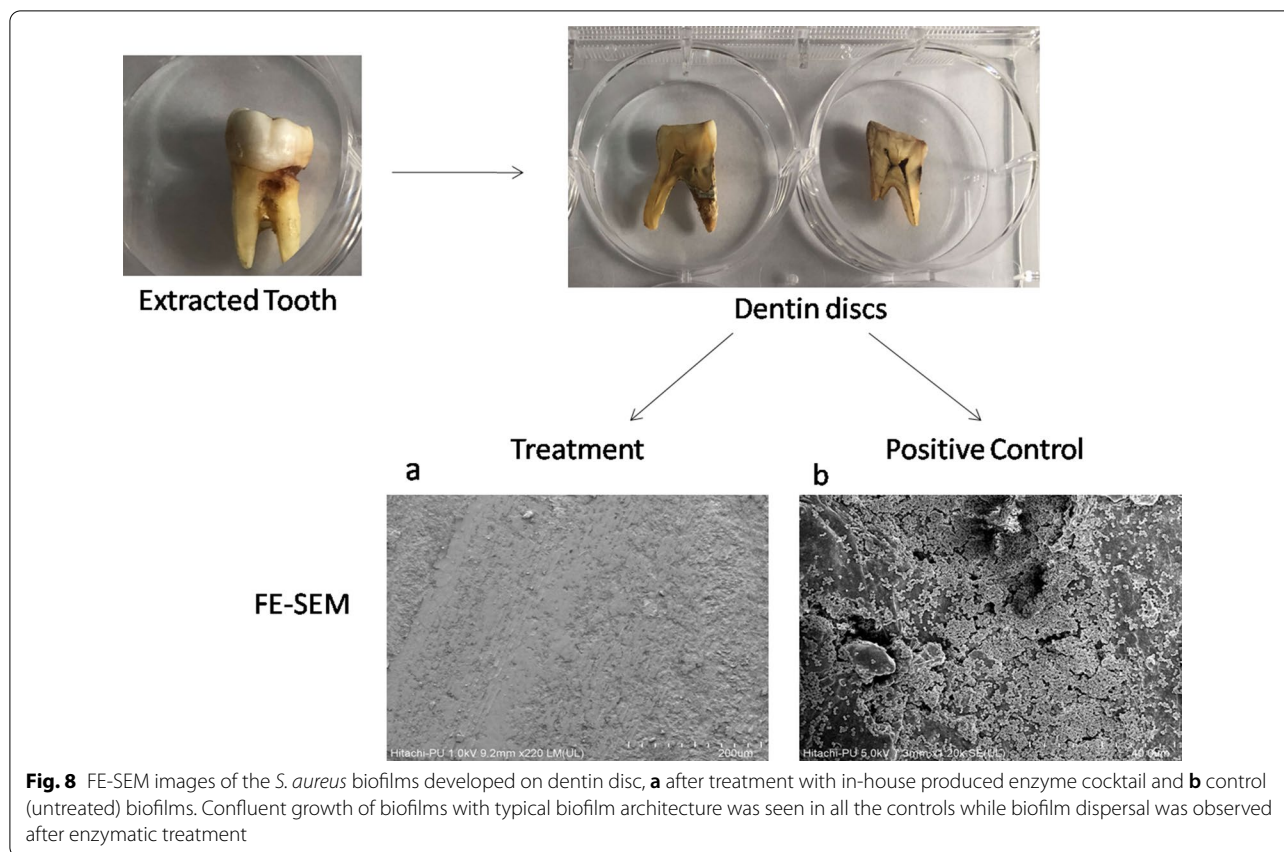 Extracted Tooth
Dentin discs
Treatment
Positive Control
a
b
FE-SEM
Hitachi-PU 1.0kV 9.2mm x220 LM(UL)
200um
Hitachi-PU 5.0kV 7.3mm x1.20k SE(UL)
40.0um
Fig. 8 FE-SEM images of the S. aureus biofilms developed on dentin disc, a after treatment with in-house produced enzyme cocktail and b control
(untreated) biofilms. Confluent growth of biofilms with typical biofilm architecture was seen in all the controls while biofilm dispersal was observed
after enzymatic treatment